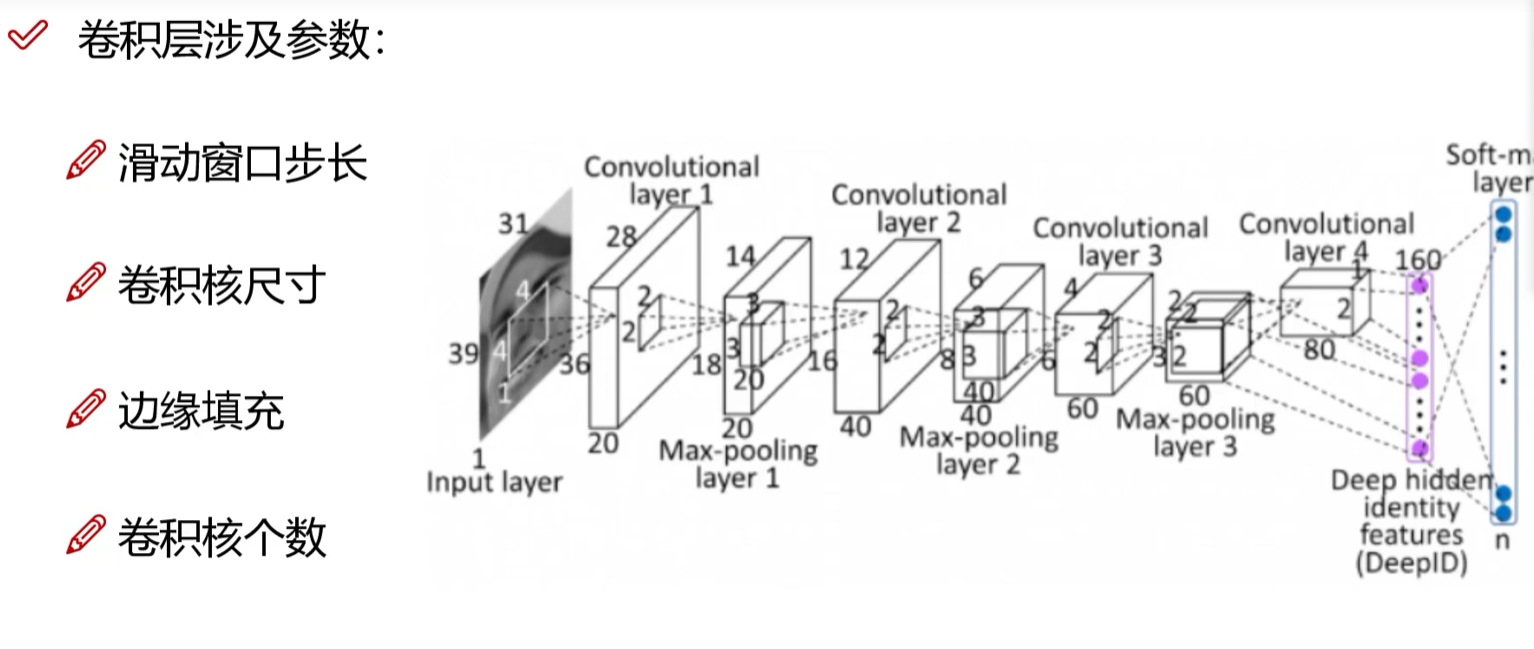 卷积层涉及参数：
滑动窗口步长
卷积核尺寸
边缘填充
卷积核个数
Convolutional
layer 1
Convolutional
layer 2
Convolutional
layer 3
Convolutional
layer 4
Soft-m
layer
31
39
4
4
1
1
Input layer
28
36
20
2
2
14
18
3
3
20
20
Max-pooling
layer 1
12
16
40
2
2
6
8
3
3
40
40
Max-pooling
layer 2
4
6
60
2
2
2
3
2
2
60
Max-pooling
layer 3
1
2
80
160
Deep hidden
identity
features
(DeepID)
n